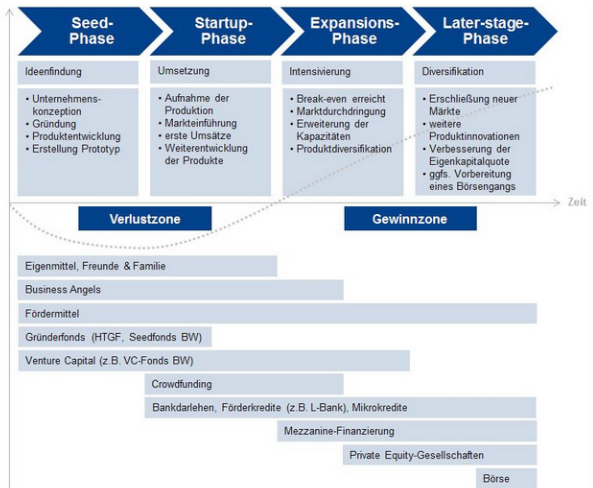 Seed-
Phase
Startup-
Phase
Expansions-
Phase
Later-stage-
Phase
Ideenfindung
Umsetzung
Intensivierung
Diversifikation
• Unternehmens-
konzeption
• Gründung
• Produktentwicklung
• Erstellung Prototyp
• Aufnahme der
Produktion
• Markteinführung
• erste Umsätze
• Weiterentwicklung
der Produkte
• Break-even erreicht
• Marktdurchdringung
• Erweiterung der
Kapazitäten
• Produktdiversifikation
• Erschließung neuer
Märkte
• weitere
Produktinnovationen
• Verbesserung der
Eigenkapitalquote
• ggfs. Vorbereitung
eines Börsengangs
Zeit
Verlustzone
Gewinnzone
Eigenmittel, Freunde & Familie
Business Angels
Fördermittel
Gründerfonds (HTGF, Seedfonds BW)
Venture Capital (z.B. VC-Fonds BW)
Crowdfunding
Bankdarlehen, Förderkredite (z.B. L-Bank), Mikrokredite
Mezzanine-Finanzierung
Private Equity-Gesellschaften
Börse